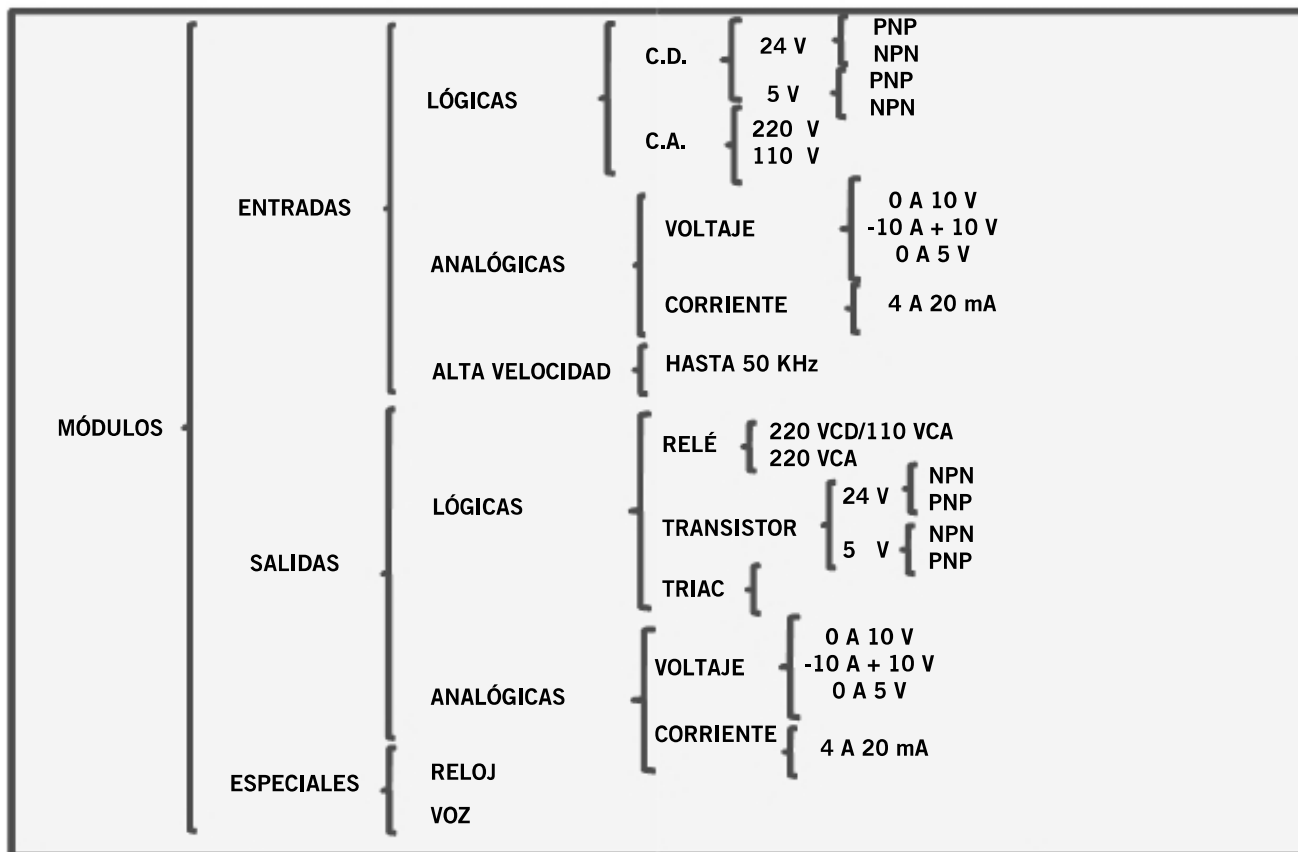 MÓDULOS
ENTRADAS
LÓGICAS
C.D.
24 V
PNP
NPN
5 V
PNP
NPN
C.A.
220 V
110 V
ANALÓGICAS
VOLTAJE
0 A 10 V
-10 A + 10 V
0 A 5 V
CORRIENTE
4 A 20 mA
ALTA VELOCIDAD
HASTA 50 KHz
SALIDAS
LÓGICAS
RELÉ
220 VCD/110 VCA
220 VCA
TRANSISTOR
24 V
NPN
PNP
5 V
NPN
PNP
TRIAC
ANALÓGICAS
VOLTAJE
0 A 10 V
-10 A + 10 V
0 A 5 V
CORRIENTE
4 A 20 mA
ESPECIALES
RELOJ
VOZ